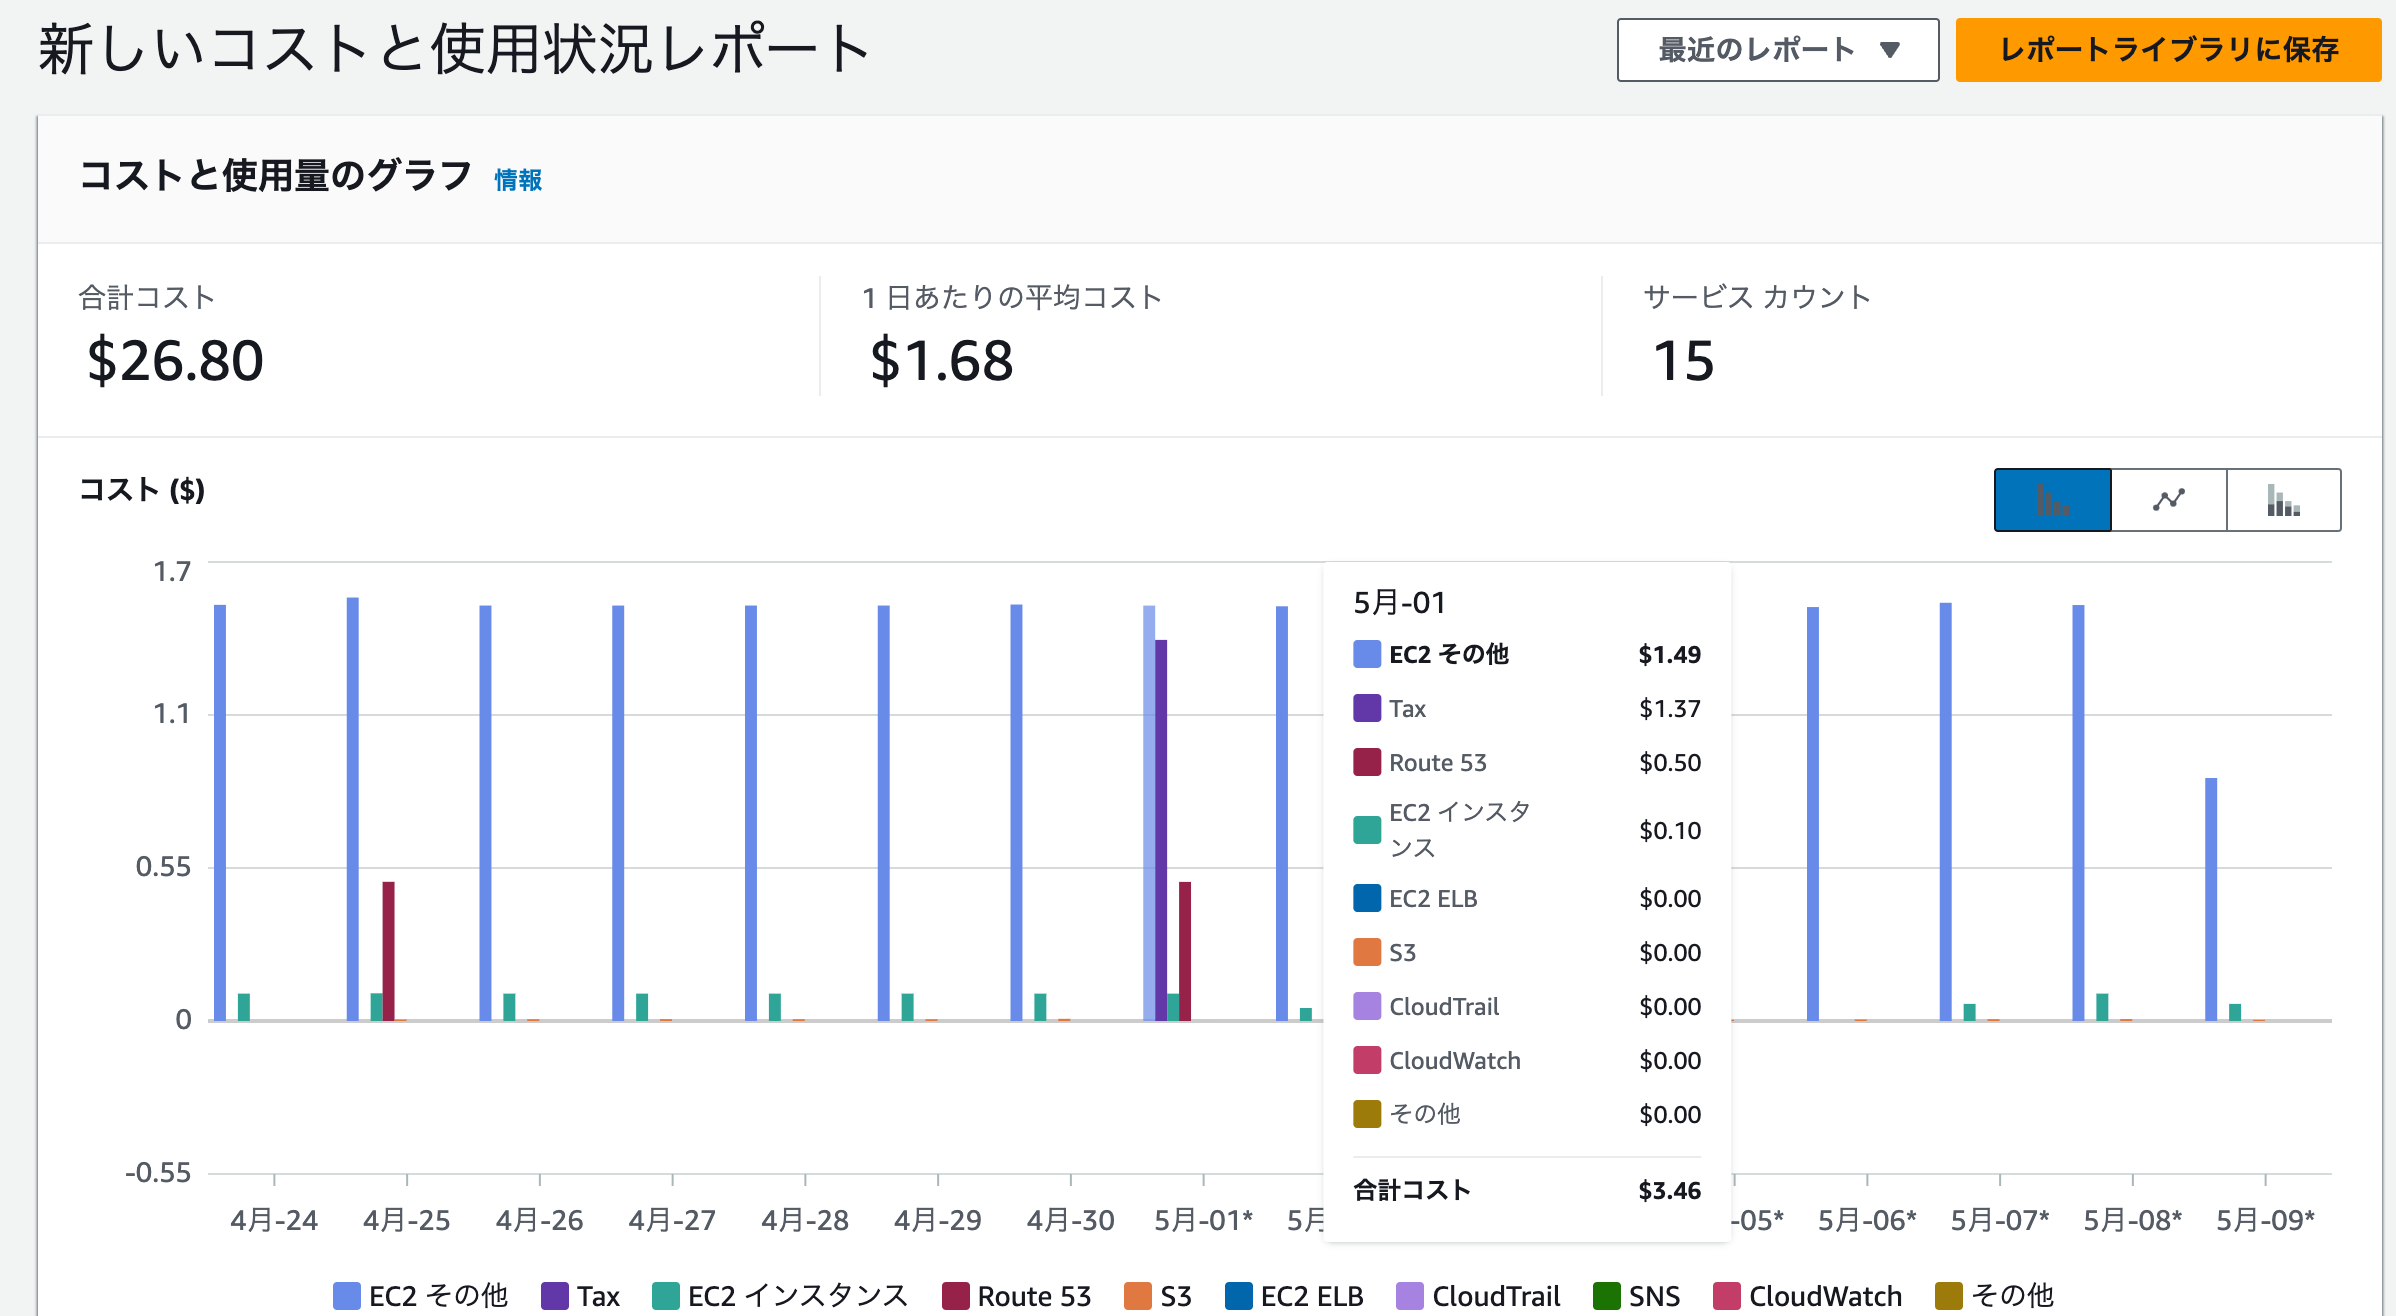 新しいコストと使用状況レポート
最近のレポート ▼
レポートライブラリに保存
コストと使用量のグラフ 情報
合計コスト
$26.80
1 日あたりの平均コスト
$1.68
サービス カウント
15
コスト ($)
1.7
1.1
0.55
0
-0.55
5月-01
EC2 その他 $1.49
Tax $1.37
Route 53 $0.50
EC2 インスタ
ンス $0.10
EC2 ELB $0.00
S3 $0.00
CloudTrail $0.00
CloudWatch $0.00
その他 $0.00
合計コスト $3.46
4月-24 4月-25 4月-26 4月-27 4月-28 4月-29 4月-30 5月-01* 5月 -05* 5月-06* 5月-07* 5月-08* 5月-09*
EC2 その他 Tax EC2 インスタンス Route 53 S3 EC2 ELB CloudTrail SNS CloudWatch その他